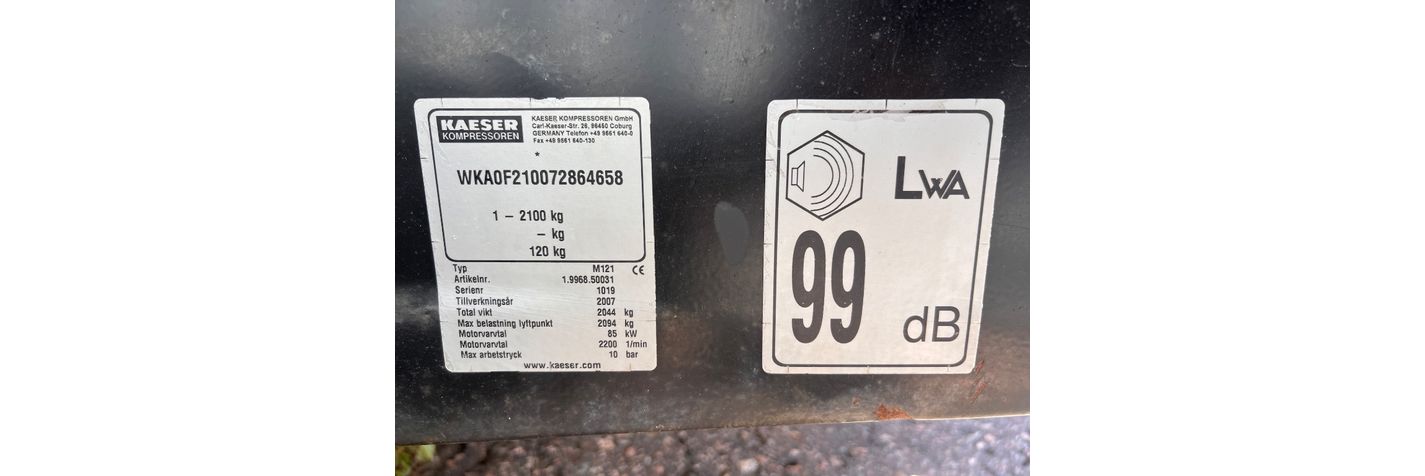 KAESER
KOMPRESSOREN
KAESER KOMPRESSOREN GmbH
Carl-Kaeser-Str. 26, 96450 Coburg
GERMANY Telefon +49 9561 640-0
Fax +49 9561 640-130
*
WKA0F210072864658
1 – 2100 kg
– kg
120 kg
Typ M121 CE
Artikelnr. 1.9968.50031
Serienr 1019
Tillverkningsår 2007
Total vikt 2044 kg
Max belastning lyftpunkt 2094 kg
Motorvarvtal 85 kW
Motorvarvtal 2200 1/min
Max arbetstryck 10 bar
www.kaeser.com
LWA
99
dB